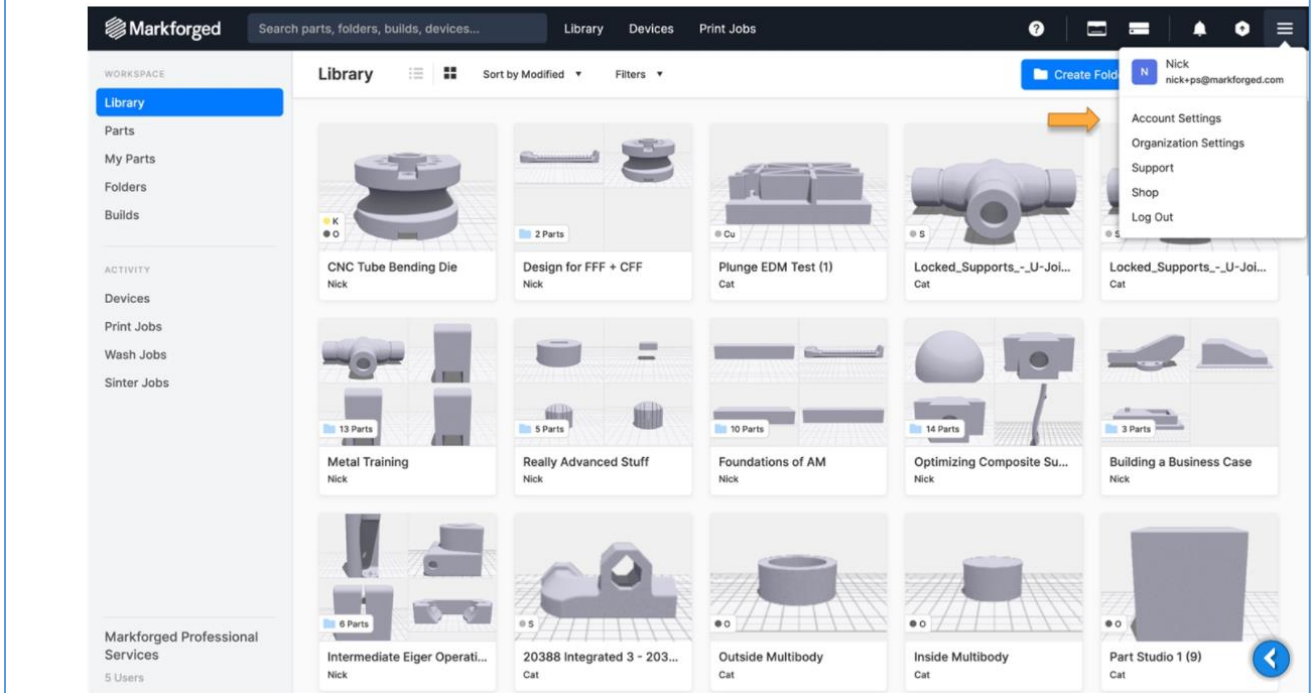 Markforged
Search parts, folders, builds, devices...
Library
Devices
Print Jobs
?
N
Nick
nick+ps@markforged.com
Account Settings
Organization Settings
Support
Shop
Log Out
WORKSPACE
Library
Parts
My Parts
Folders
Builds
ACTIVITY
Devices
Print Jobs
Wash Jobs
Sinter Jobs
Markforged Professional
Services
5 Users
Library
Sort by Modified
Filters
Create Fold
K
O
CNC Tube Bending Die
Nick
2 Parts
Design for FFF + CFF
Nick
Cu
Plunge EDM Test (1)
Cat
S
Locked_Supports_-_U-Joi...
Cat
S
Locked_Supports_-_U-Joi...
Cat
13 Parts
Metal Training
Nick
5 Parts
Really Advanced Stuff
Nick
10 Parts
Foundations of AM
Nick
14 Parts
Optimizing Composite Su...
Nick
3 Parts
Building a Business Case
Nick
6 Parts
Intermediate Eiger Operati...
Nick
S
20388 Integrated 3 - 203...
Cat
O
Outside Multibody
Cat
O
Inside Multibody
Cat
O
Part Studio 1 (9)
Cat